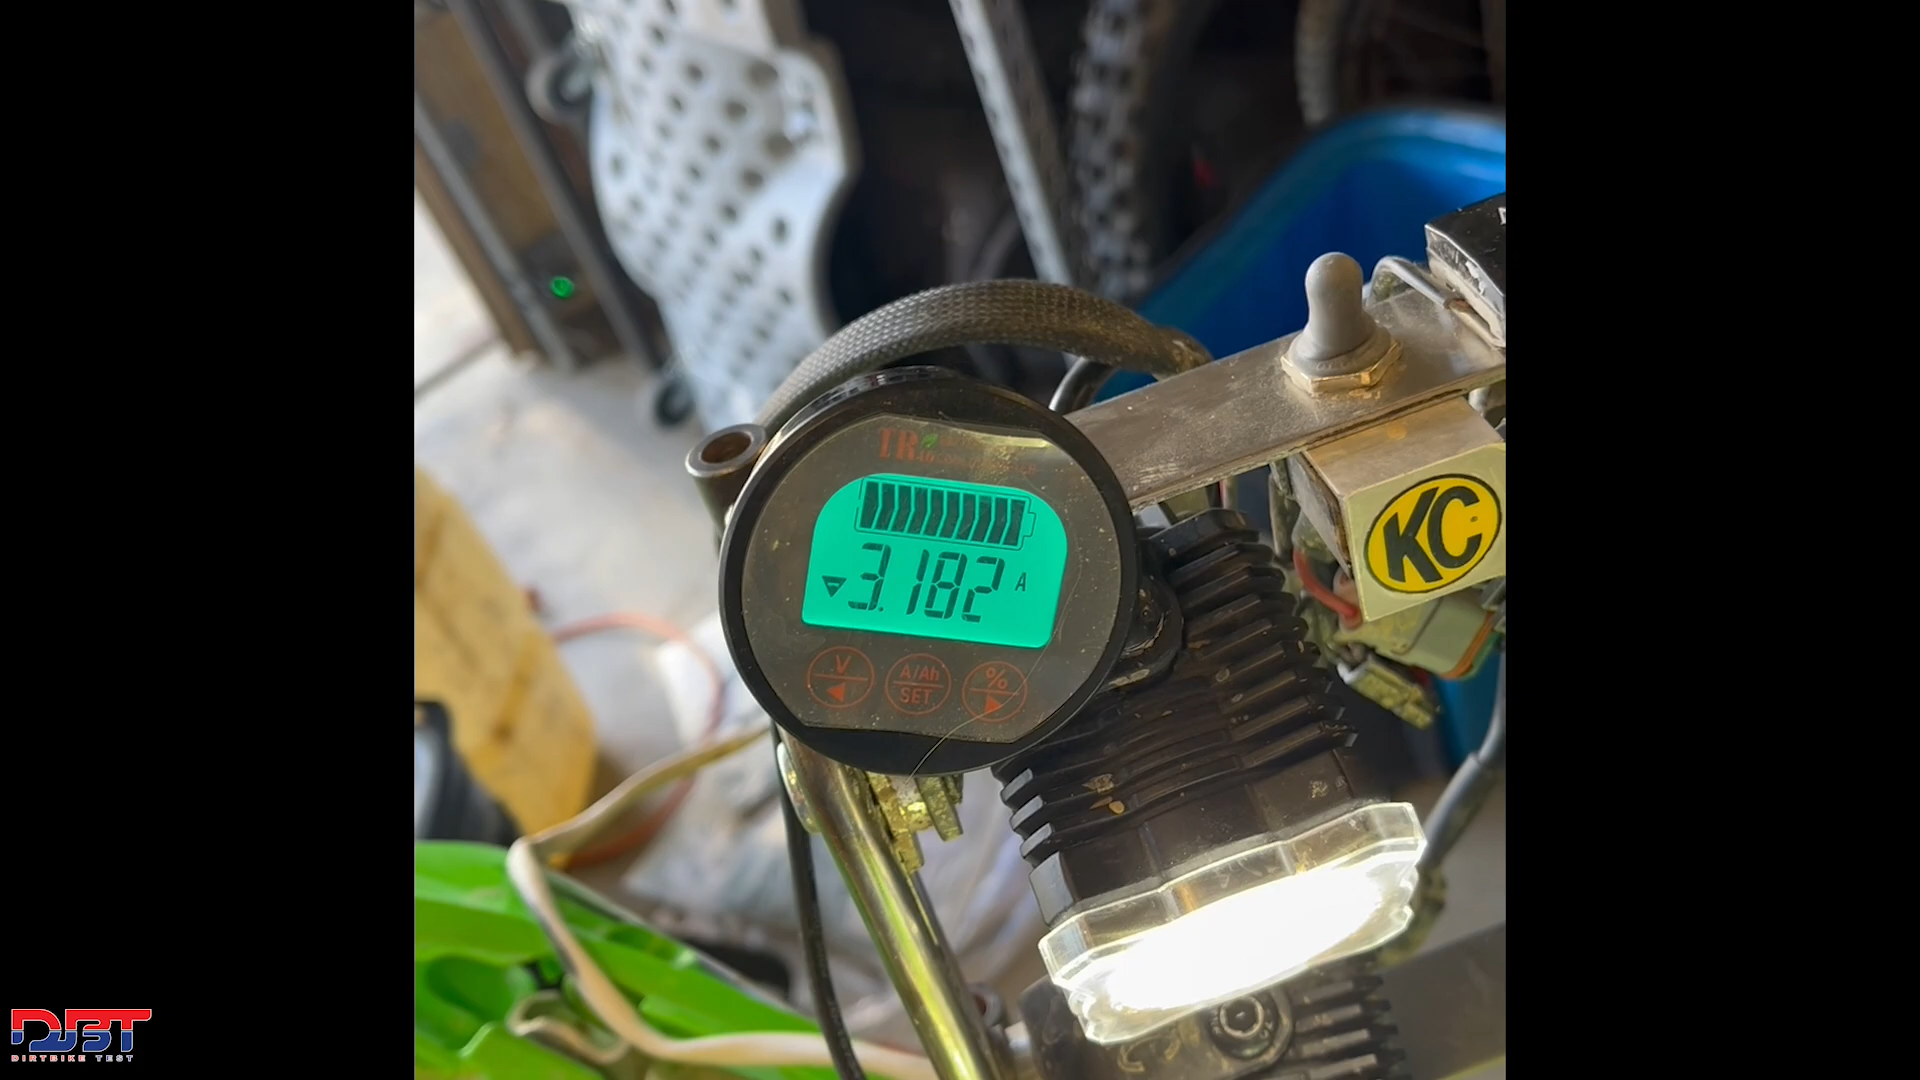 TR
3.182 A
V
A/Ah
SET
%
KC
DBT
DIRTBIKE TEST